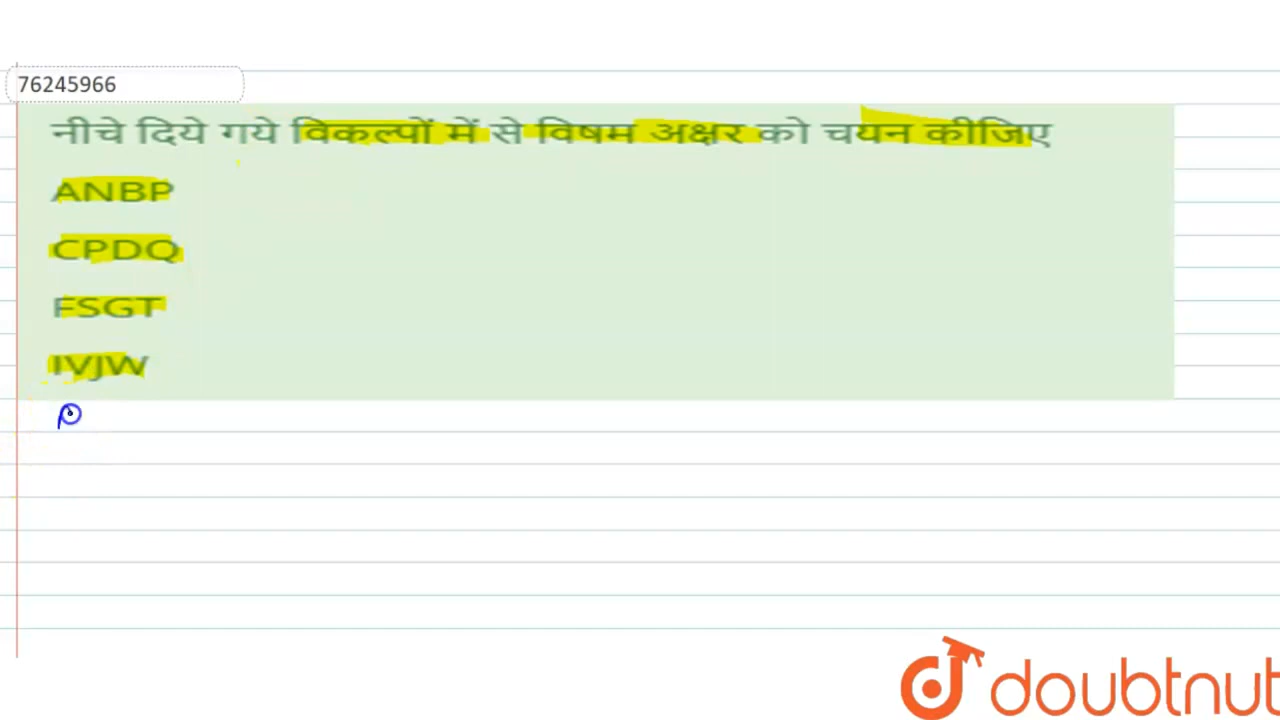 76245966
नीचे दिये गये विकल्पों में से विषम अक्षर को चयन कीजिए
ANBP
CPDQ
FSGT
IVJW
doubtnut